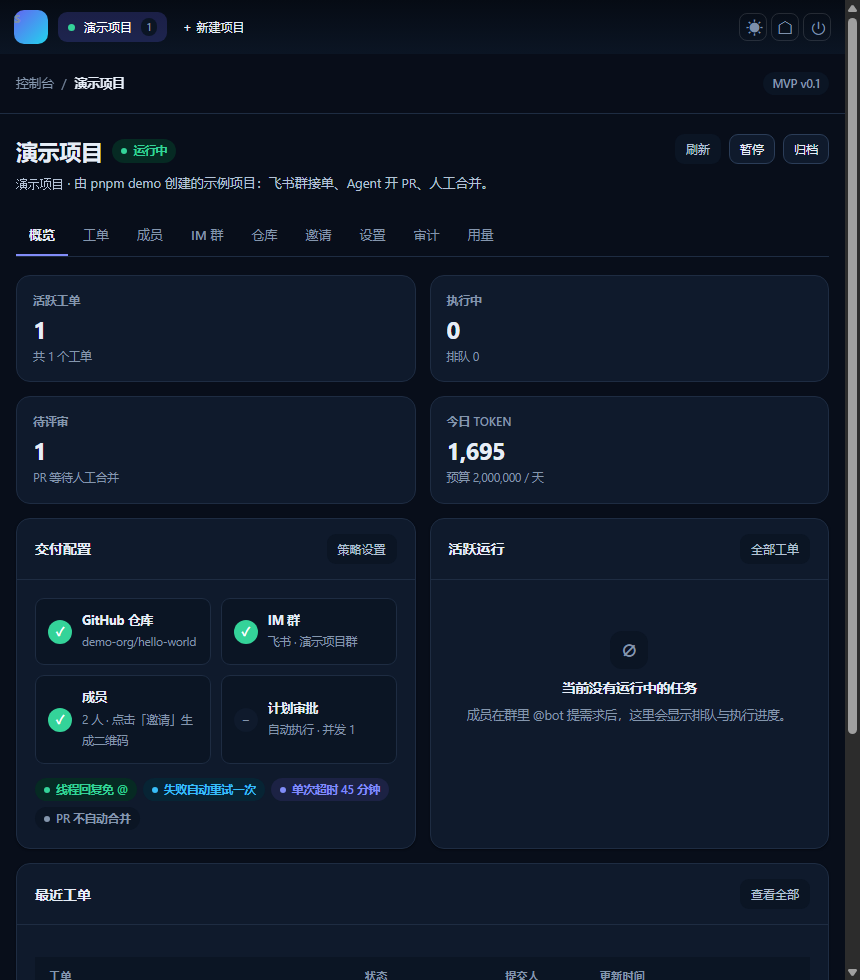 演示项目 1 + 新建项目
控制台 / 演示项目 MVP v0.1
演示项目 运行中 刷新 暂停 归档
演示项目 · 由 pnpm demo 创建的示例项目：飞书群接单、Agent 开 PR、人工合并。
概览 工单 成员 IM 群 仓库 邀请 设置 审计 用量
活跃工单
1
共 1 个工单
执行中
0
排队 0
待评审
1
PR 等待人工合并
今日 TOKEN
1,695
预算 2,000,000 / 天
交付配置 策略设置
GitHub 仓库
demo-org/hello-world
IM 群
飞书 · 演示项目群
成员
2 人 · 点击「邀请」生
成二维码
计划审批
自动执行 · 并发 1
线程回复免 @ 失败自动重试一次 单次超时 45 分钟
PR 不自动合并
活跃运行 全部工单
当前没有运行中的任务
成员在群里 @bot 提需求后，这里会显示排队与执行进度。
最近工单 查看全部
工单 状态 提交人 更新时间